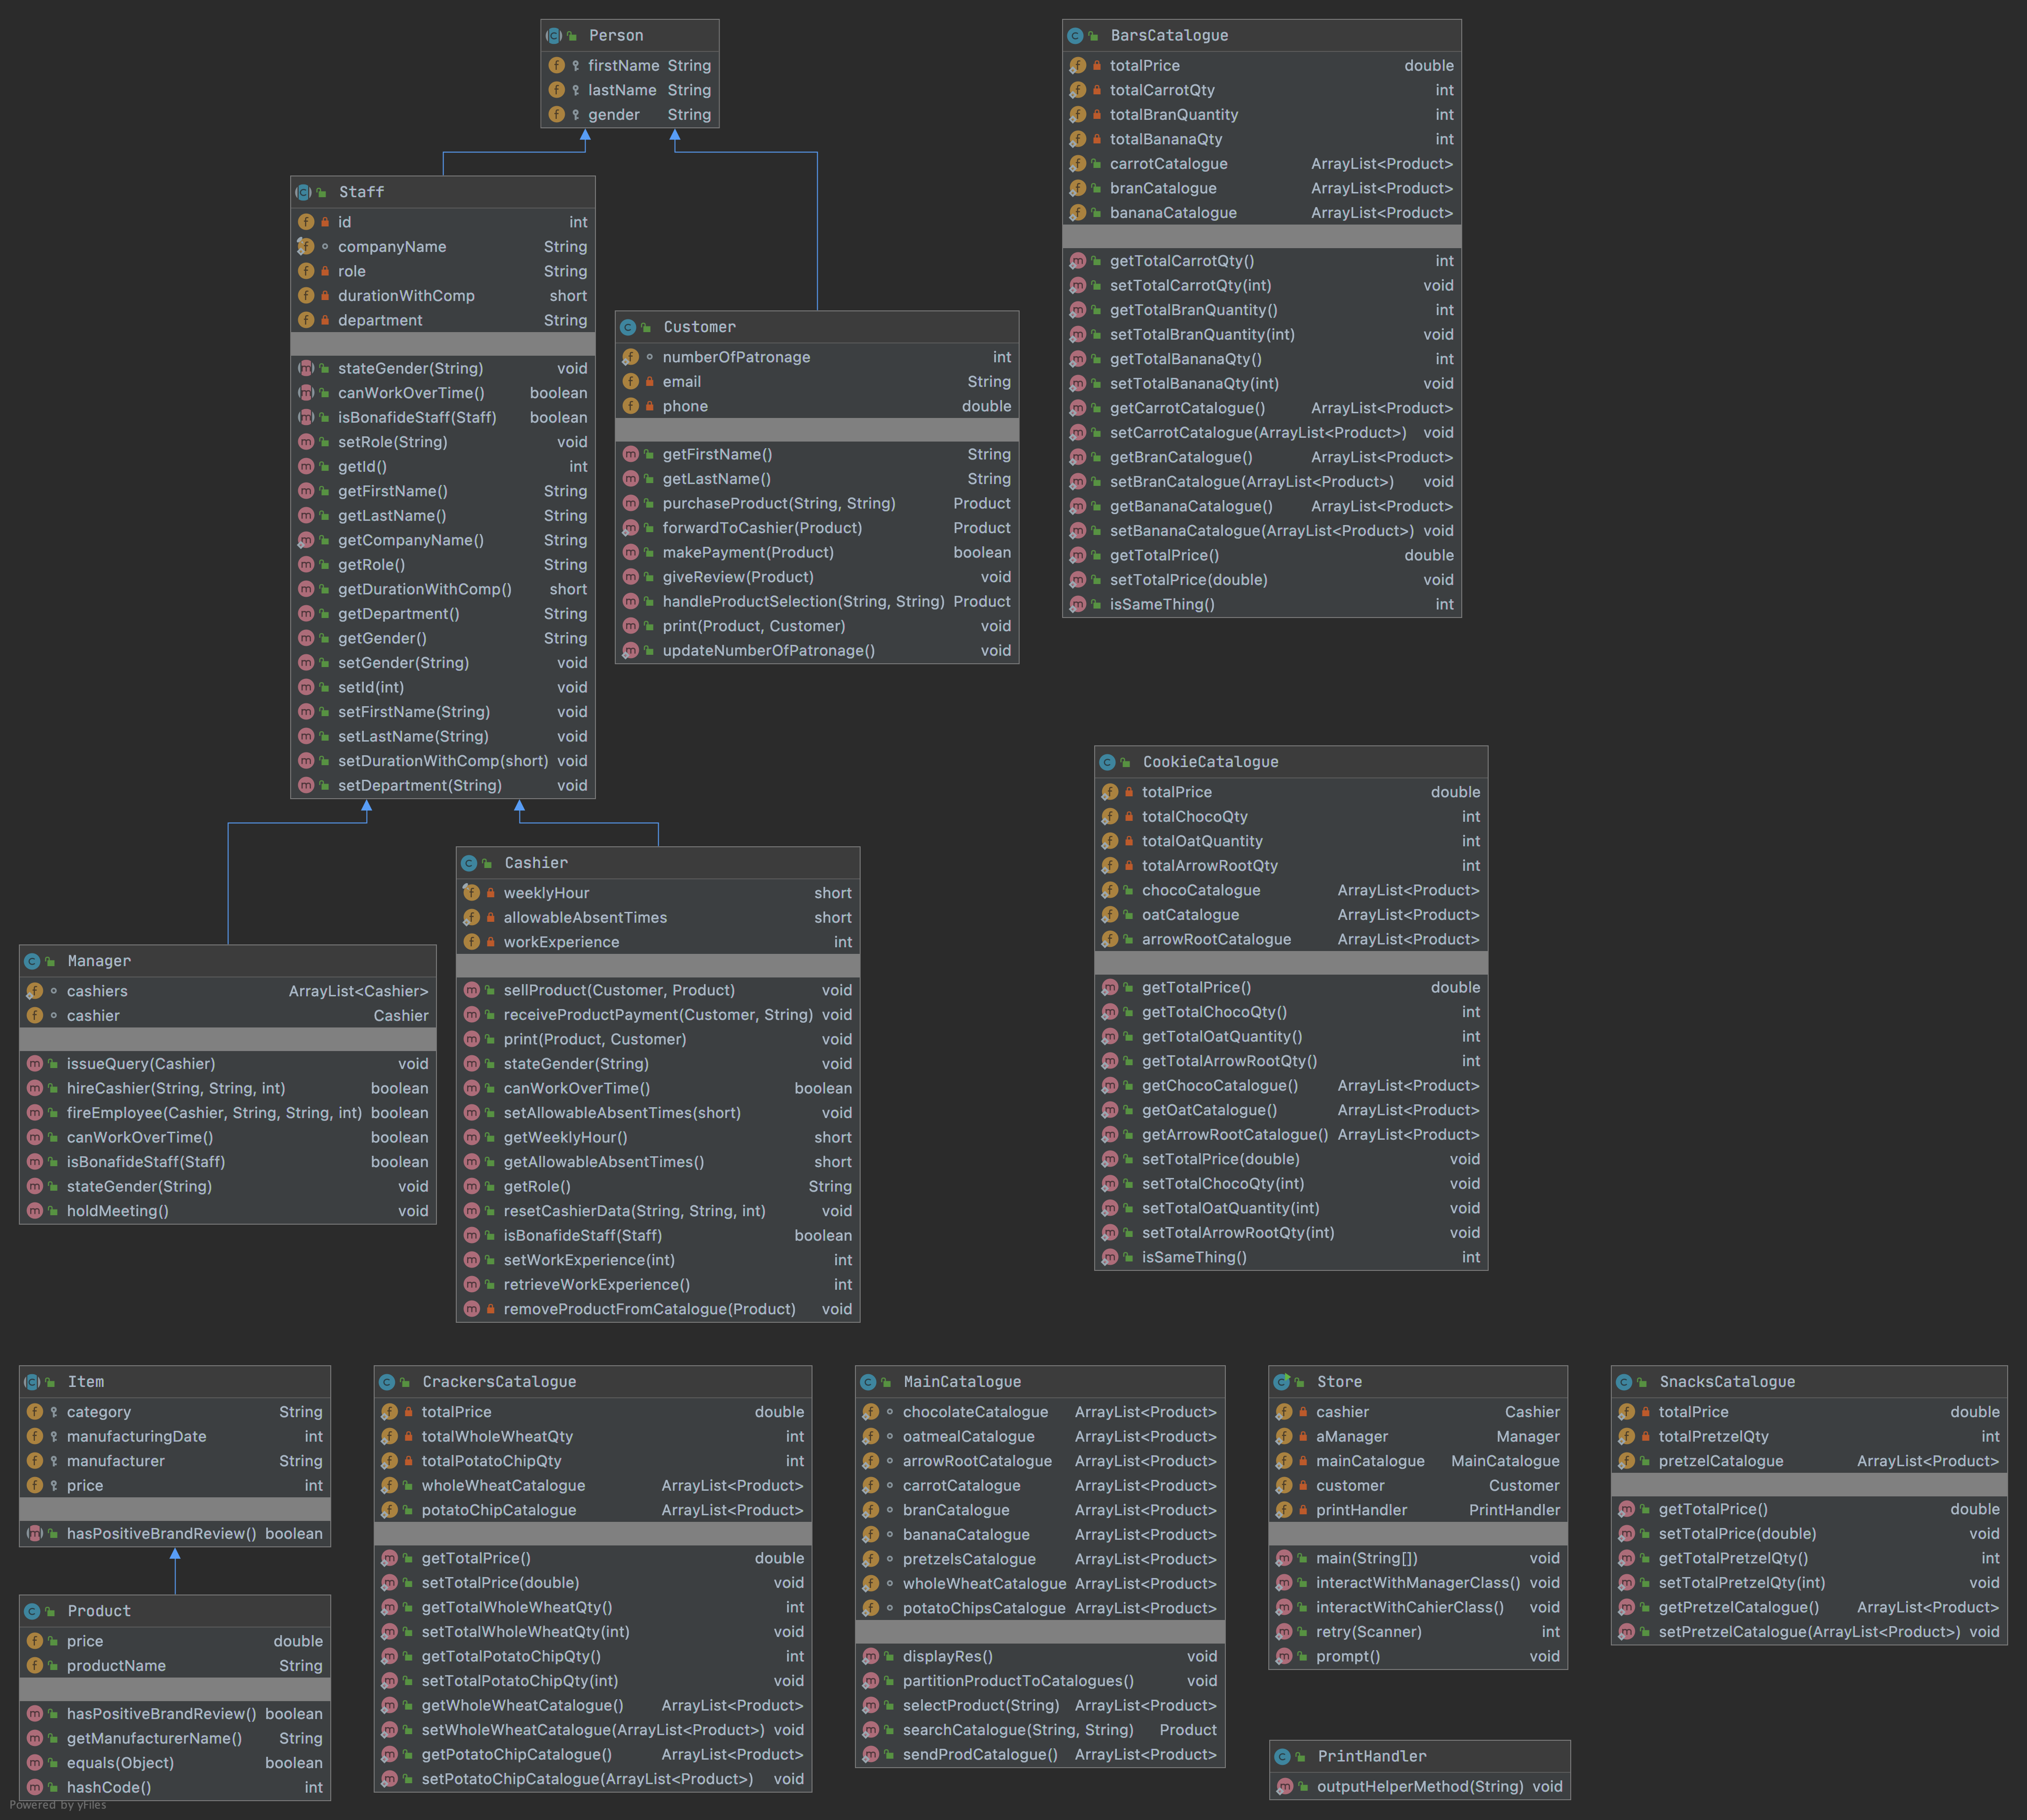 Person
firstName String
lastName String
gender String
BarsCatalogue
totalPrice double
totalCarrotQty int
totalBranQuantity int
totalBananaQty int
carrotCatalogue ArrayList<Product>
branCatalogue ArrayList<Product>
bananaCatalogue ArrayList<Product>
getTotalCarrotQty() int
setTotalCarrotQty(int) void
getTotalBranQuantity() int
setTotalBranQuantity(int) void
getTotalBananaQty() int
setTotalBananaQty(int) void
getCarrotCatalogue() ArrayList<Product>
setCarrotCatalogue(ArrayList<Product>) void
getBranCatalogue() ArrayList<Product>
setBranCatalogue(ArrayList<Product>) void
getBananaCatalogue() ArrayList<Product>
setBananaCatalogue(ArrayList<Product>) void
getTotalPrice() double
setTotalPrice(double) void
isSameThing() int
Staff
id int
companyName String
role String
durationWithComp short
department String
stateGender(String) void
canWorkOverTime() boolean
isBonafideStaff(Staff) boolean
setRole(String) void
getId() int
getFirstName() String
getLastName() String
getCompanyName() String
getRole() String
getDurationWithComp() short
getDepartment() String
getGender() String
setGender(String) void
setId(int) void
setFirstName(String) void
setLastName(String) void
setDurationWithComp(short) void
setDepartment(String) void
Customer
numberOfPatronage int
email String
phone double
getFirstName() String
getLastName() String
purchaseProduct(String, String) Product
forwardToCashier(Product) Product
makePayment(Product) boolean
giveReview(Product) void
handleProductSelection(String, String) Product
print(Product, Customer) void
updateNumberOfPatronage() void
CookieCatalogue
totalPrice double
totalChocoQty int
totalOatQuantity int
totalArrowRootQty int
chocoCatalogue ArrayList<Product>
oatCatalogue ArrayList<Product>
arrowRootCatalogue ArrayList<Product>
getTotalPrice() double
getTotalChocoQty() int
getTotalOatQuantity() int
getTotalArrowRootQty() int
getChocoCatalogue() ArrayList<Product>
getOatCatalogue() ArrayList<Product>
getArrowRootCatalogue() ArrayList<Product>
setTotalPrice(double) void
setTotalChocoQty(int) void
setTotalOatQuantity(int) void
setTotalArrowRootQty(int) void
isSameThing() int
Cashier
weeklyHour short
allowableAbsentTimes short
workExperience int
sellProduct(Customer, Product) void
receiveProductPayment(Customer, String) void
print(Product, Customer) void
stateGender(String) void
canWorkOverTime() boolean
setAllowableAbsentTimes(short) void
getWeeklyHour() short
getAllowableAbsentTimes() short
getRole() String
resetCashierData(String, String, int) void
isBonafideStaff(Staff) boolean
setWorkExperience(int) int
retrieveWorkExperience() int
removeProductFromCatalogue(Product) void
Manager
cashiers ArrayList<Cashier>
cashier Cashier
issueQuery(Cashier) void
hireCashier(String, String, int) boolean
fireEmployee(Cashier, String, String, int) boolean
canWorkOverTime() boolean
isBonafideStaff(Staff) boolean
stateGender(String) void
holdMeeting() void
Item
category String
manufacturingDate int
manufacturer String
price int
hasPositiveBrandReview() boolean
Product
price double
productName String
hasPositiveBrandReview() boolean
getManufacturerName() String
equals(Object) boolean
hashCode() int
CrackersCatalogue
totalPrice double
totalWholeWheatQty int
totalPotatoChipQty int
wholeWheatCatalogue ArrayList<Product>
potatoChipCatalogue ArrayList<Product>
getTotalPrice() double
setTotalPrice(double) void
getTotalWholeWheatQty() int
setTotalWholeWheatQty(int) void
getTotalPotatoChipQty() int
setTotalPotatoChipQty(int) void
getWholeWheatCatalogue() ArrayList<Product>
setWholeWheatCatalogue(ArrayList<Product>) void
getPotatoChipCatalogue() ArrayList<Product>
setPotatoChipCatalogue(ArrayList<Product>) void
MainCatalogue
chocolateCatalogue ArrayList<Product>
oatmealCatalogue ArrayList<Product>
arrowRootCatalogue ArrayList<Product>
carrotCatalogue ArrayList<Product>
branCatalogue ArrayList<Product>
bananaCatalogue ArrayList<Product>
pretzelsCatalogue ArrayList<Product>
wholeWheatCatalogue ArrayList<Product>
potatoChipsCatalogue ArrayList<Product>
displayRes() void
partitionProductToCatalogues() void
selectProduct(String) ArrayList<Product>
searchCatalogue(String, String) Product
sendProdCatalogue() ArrayList<Product>
Store
cashier Cashier
aManager Manager
mainCatalogue MainCatalogue
customer Customer
printHandler PrintHandler
main(String[]) void
interactWithManagerClass() void
interactWithCahierClass() void
retry(Scanner) int
prompt() void
SnacksCatalogue
totalPrice double
totalPretzelQty int
pretzelCatalogue ArrayList<Product>
getTotalPrice() double
setTotalPrice(double) void
getTotalPretzelQty() int
setTotalPretzelQty(int) void
getPretzelCatalogue() ArrayList<Product>
setPretzelCatalogue(ArrayList<Product>) void
PrintHandler
outputHelperMethod(String) void
Powered by yFiles